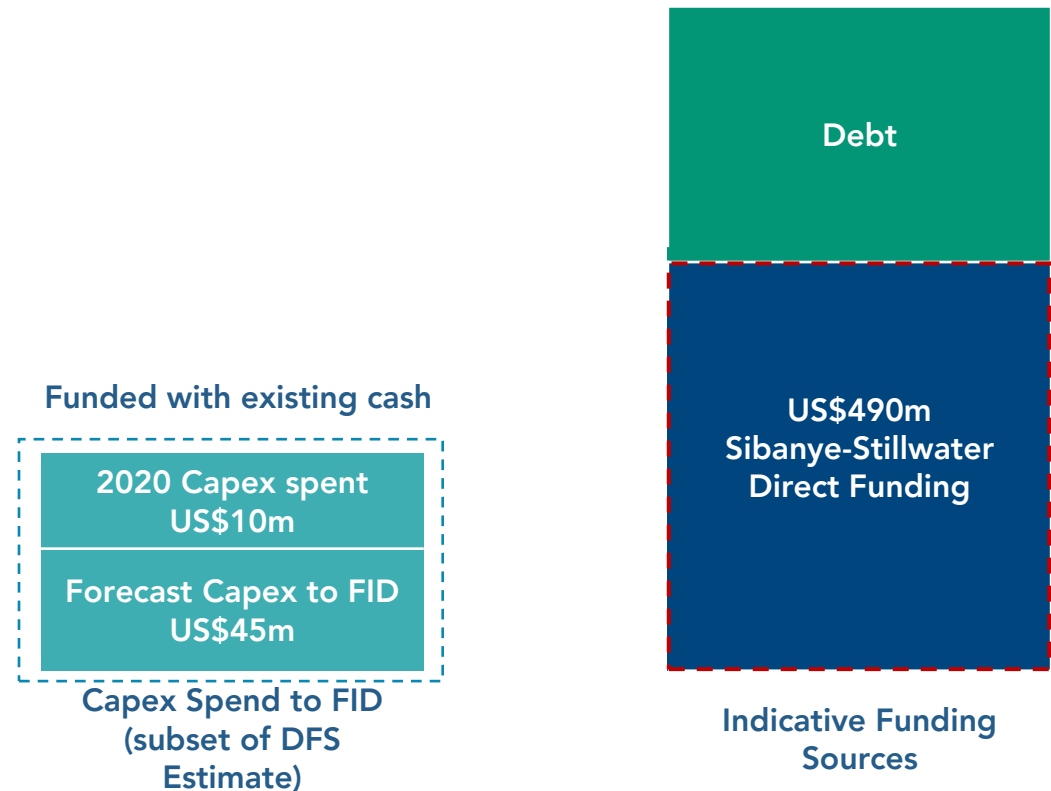 Funded with existing cash
2020 Capex spent
US$10m
Forecast Capex to FID
US$45m
Capex Spend to FID
(subset of DFS
Estimate)
Debt
US$490m
Sibanye-Stillwater
Direct Funding
Indicative Funding
Sources